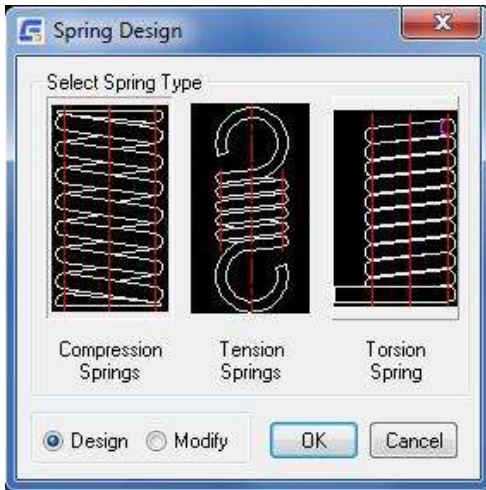 Spring Design
Select Spring Type
Compression
Springs
Tension
Springs
Torsion
Spring
Design
Modify
OK
Cancel